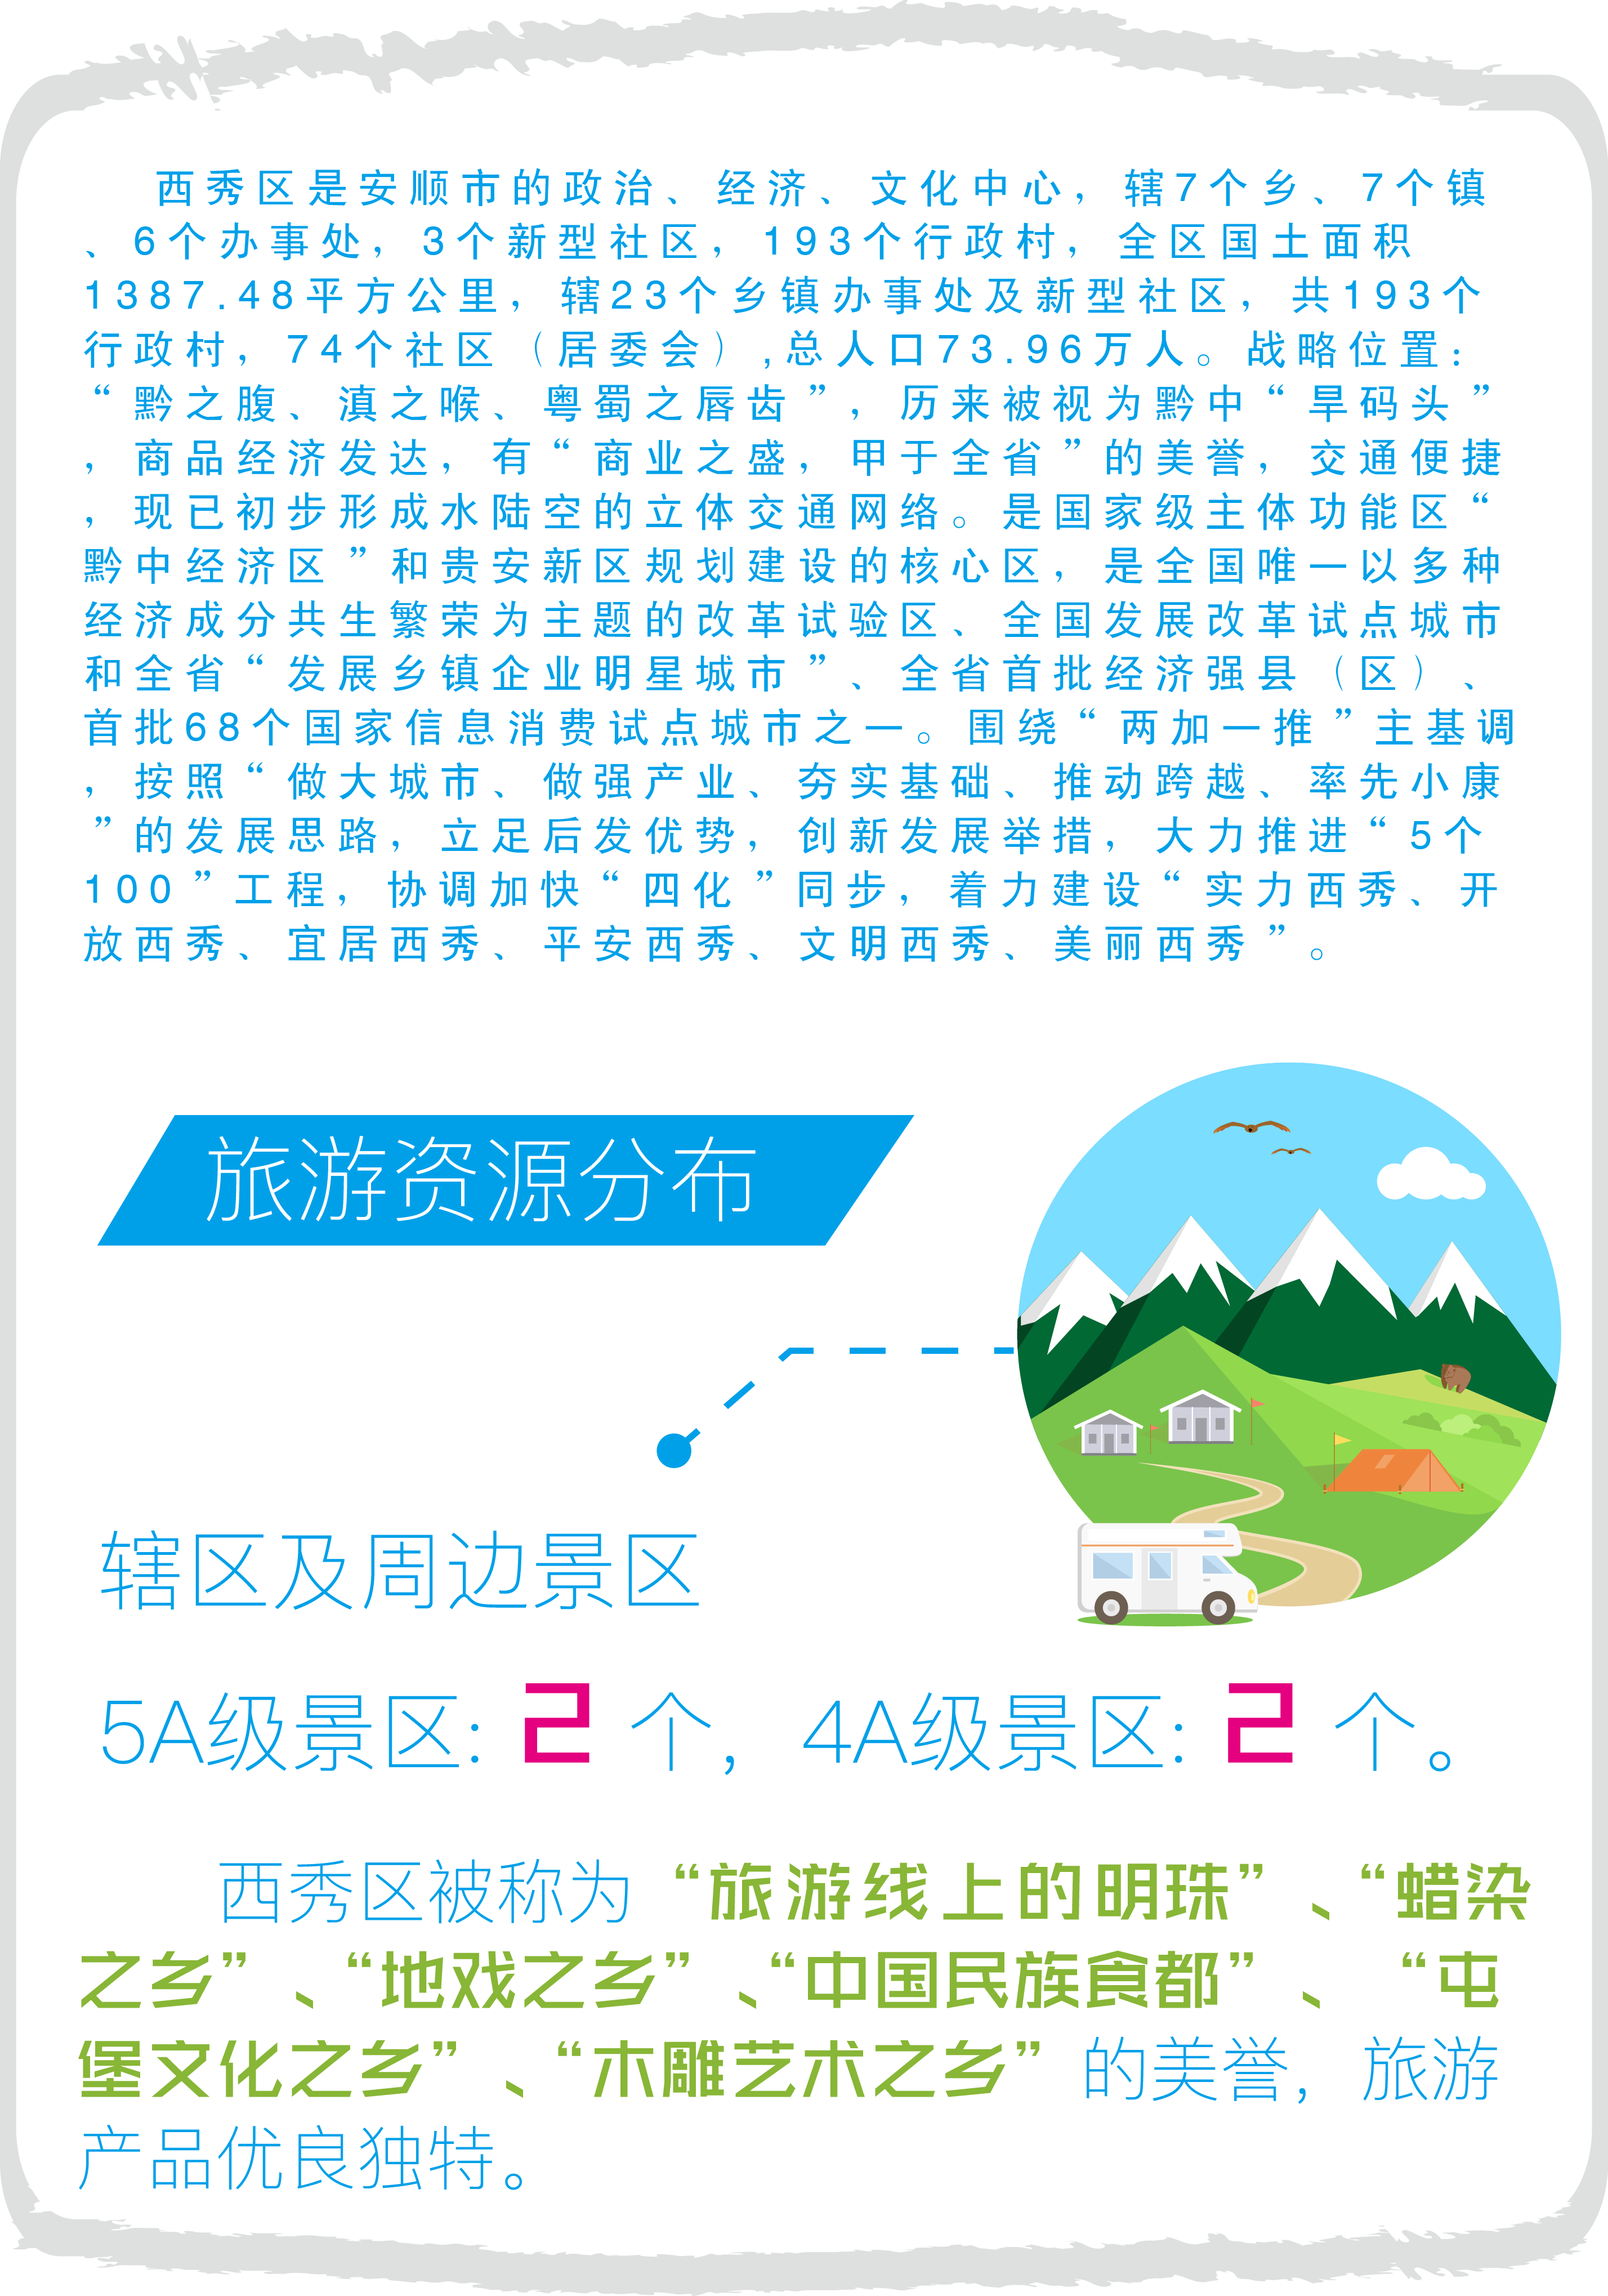 西秀区是安顺市的政治、经济、文化中心，辖7个乡、7个镇
、6个办事处，3个新型社区，193个行政村，全区国土面积
1387.48平方公里，辖23个乡镇办事处及新型社区，共193个
行政村，74个社区（居委会）,总人口73.96万人。战略位置：
“黔之腹、滇之喉、粤蜀之唇齿”，历来被视为黔中“旱码头”
，商品经济发达，有“商业之盛，甲于全省”的美誉，交通便捷
，现已初步形成水陆空的立体交通网络。是国家级主体功能区“
黔中经济区”和贵安新区规划建设的核心区，是全国唯一以多种
经济成分共生繁荣为主题的改革试验区、全国发展改革试点城市
和全省“发展乡镇企业明星城市”、全省首批经济强县（区）、
首批68个国家信息消费试点城市之一。围绕“两加一推”主基调
，按照“做大城市、做强产业、夯实基础、推动跨越、率先小康
”的发展思路，立足后发优势，创新发展举措，大力推进“5个
100”工程，协调加快“四化”同步，着力建设“实力西秀、开
放西秀、宜居西秀、平安西秀、文明西秀、美丽西秀”。
旅游资源分布
辖区及周边景区
5A级景区: 2 个，4A级景区: 2 个。
西秀区被称为“旅游线上的明珠”、“蜡染
之乡”、“地戏之乡”、“中国民族食都”、“屯
堡文化之乡”、“木雕艺术之乡”的美誉，旅游
产品优良独特。